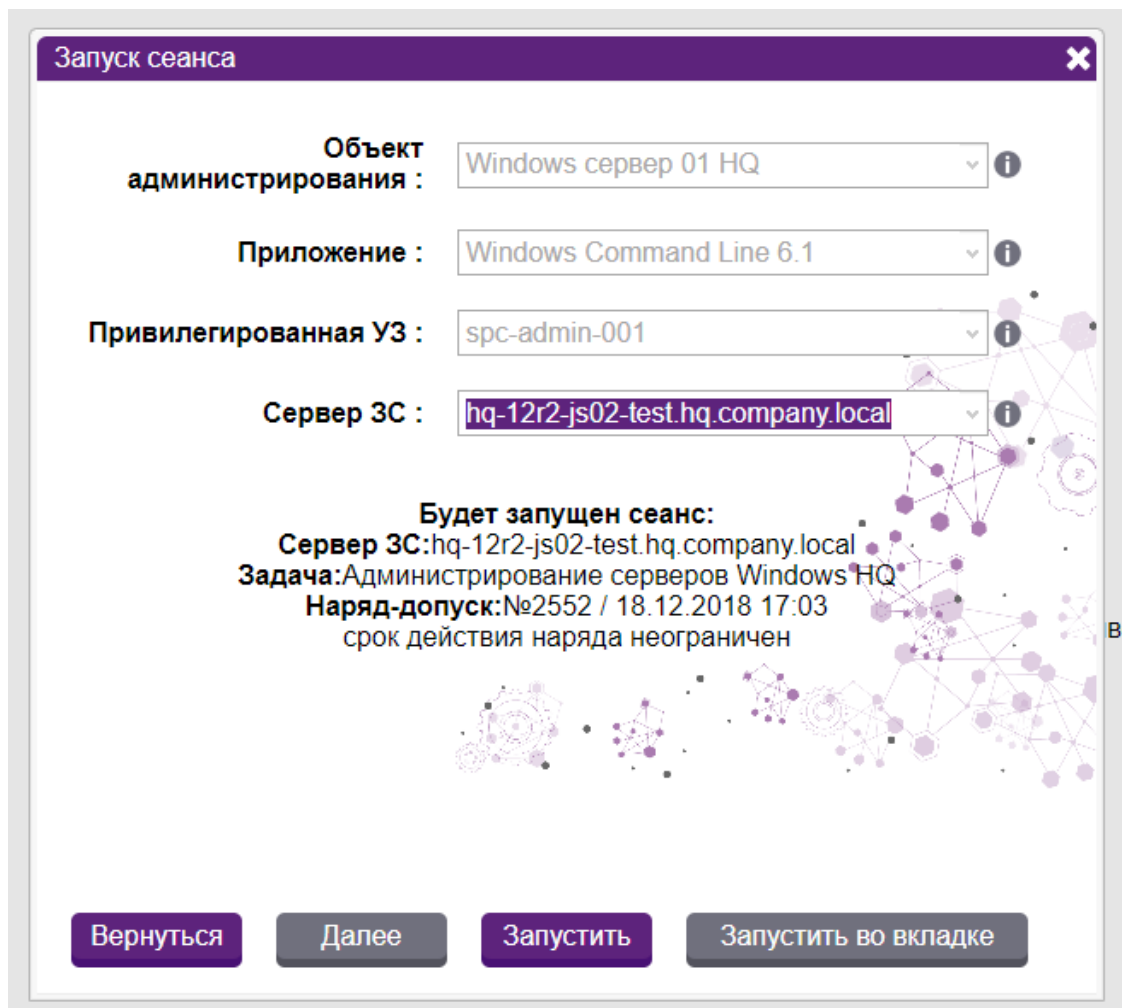 Запуск сеанса
Объект
администрирования :
Windows сервер 01 HQ
Приложение :
Windows Command Line 6.1
Привилегированная УЗ :
spc-admin-001
Сервер ЗС :
hq-12r2-js02-test.hq.company.local
Будет запущен сеанс:
Сервер ЗС:hq-12r2-js02-test.hq.company.local
Задача:Администрирование серверов Windows HQ
Наряд-допуск:№2552 / 18.12.2018 17:03
срок действия наряда неограничен
Вернуться
Далее
Запустить
Запустить во вкладке